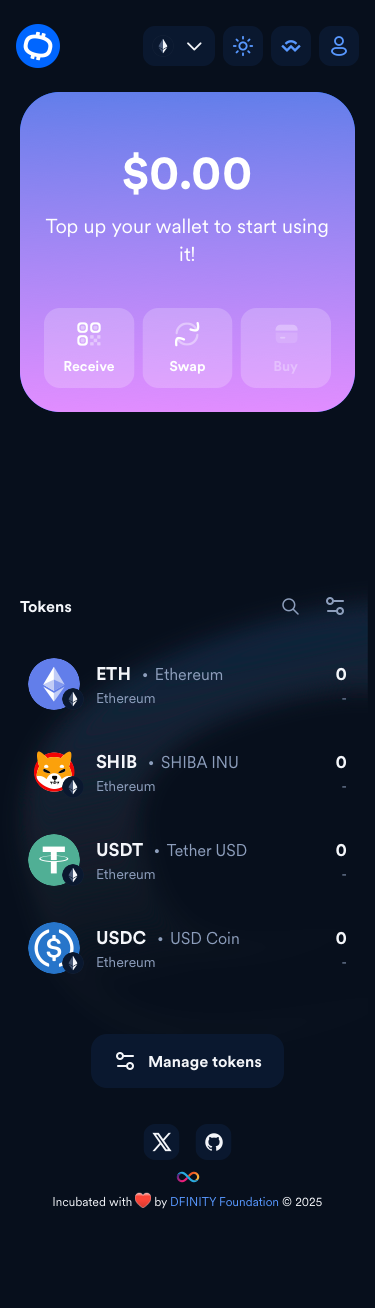 $0.00
Top up your wallet to start using
it!
Receive Swap Buy
Tokens
ETH • Ethereum 0
Ethereum -
SHIB • SHIBA INU 0
Ethereum -
USDT • Tether USD 0
Ethereum -
USDC • USD Coin 0
Ethereum -
Manage tokens
Incubated with ❤️ by DFINITY Foundation © 2025